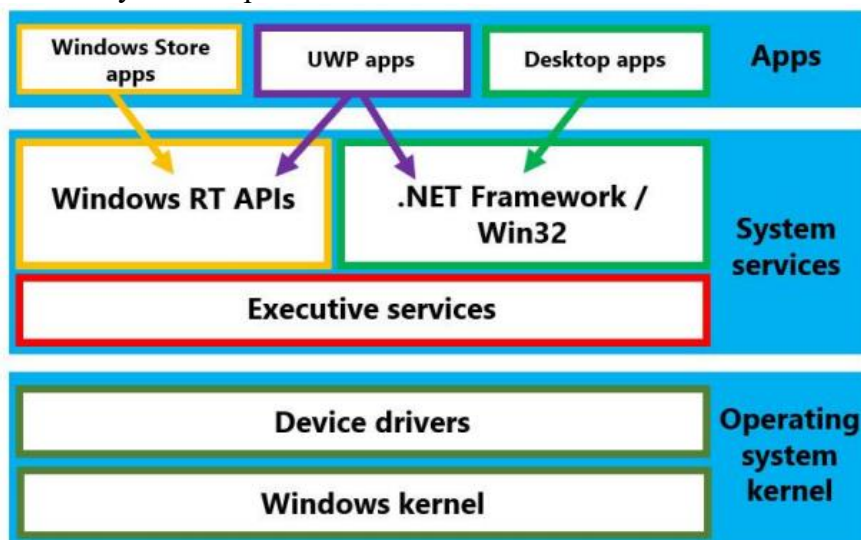 Windows Store
apps
UWP apps
Desktop apps
Apps
Windows RT APIs
.NET Framework /
Win32
System
services
Executive services
Device drivers
Operating
system
kernel
Windows kernel